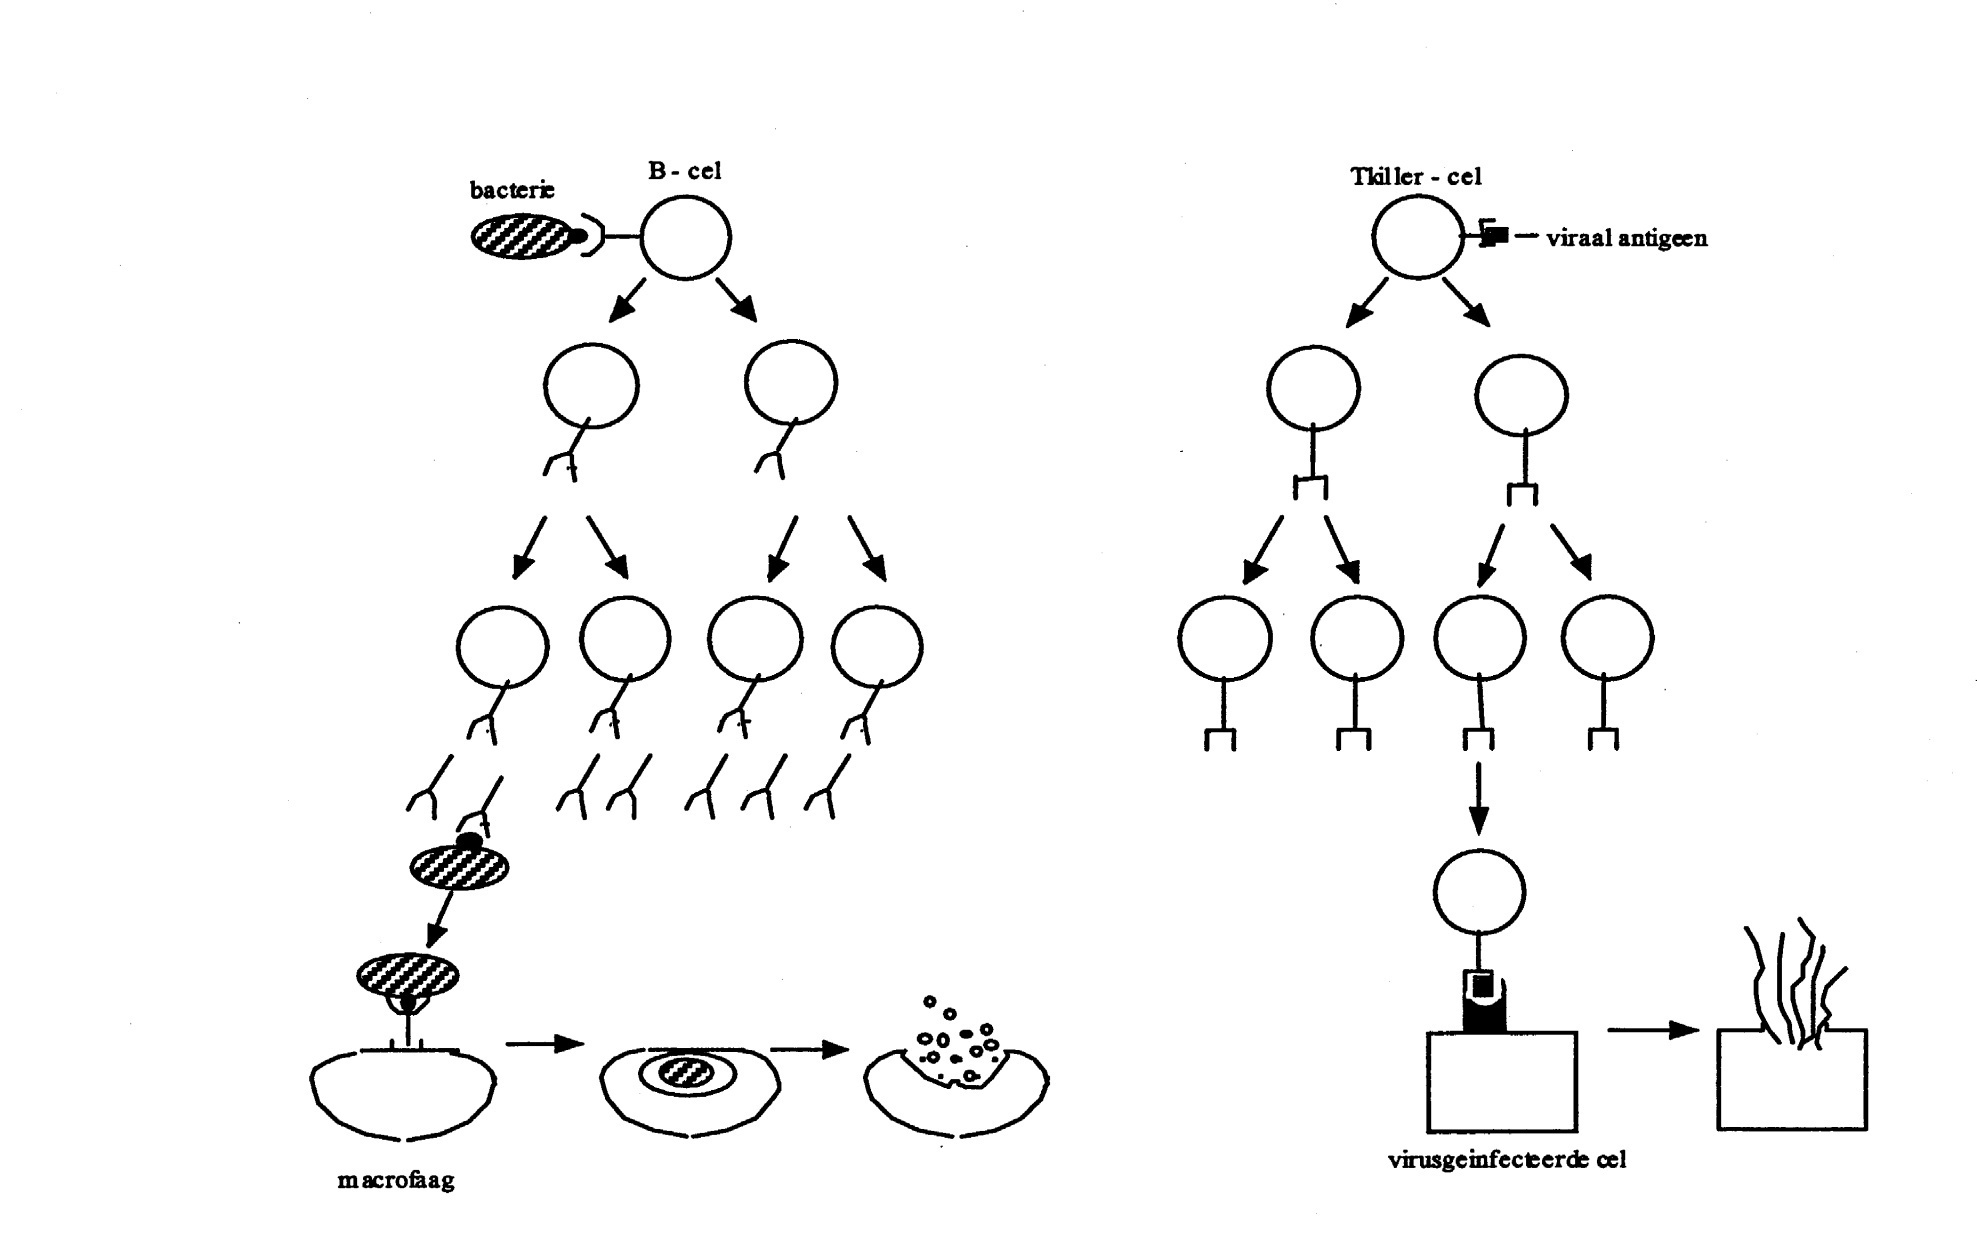 B - cel
bacterie
Tkiller - cel
viraal antigeen
macrofaag
virusgeinfecteerde cel